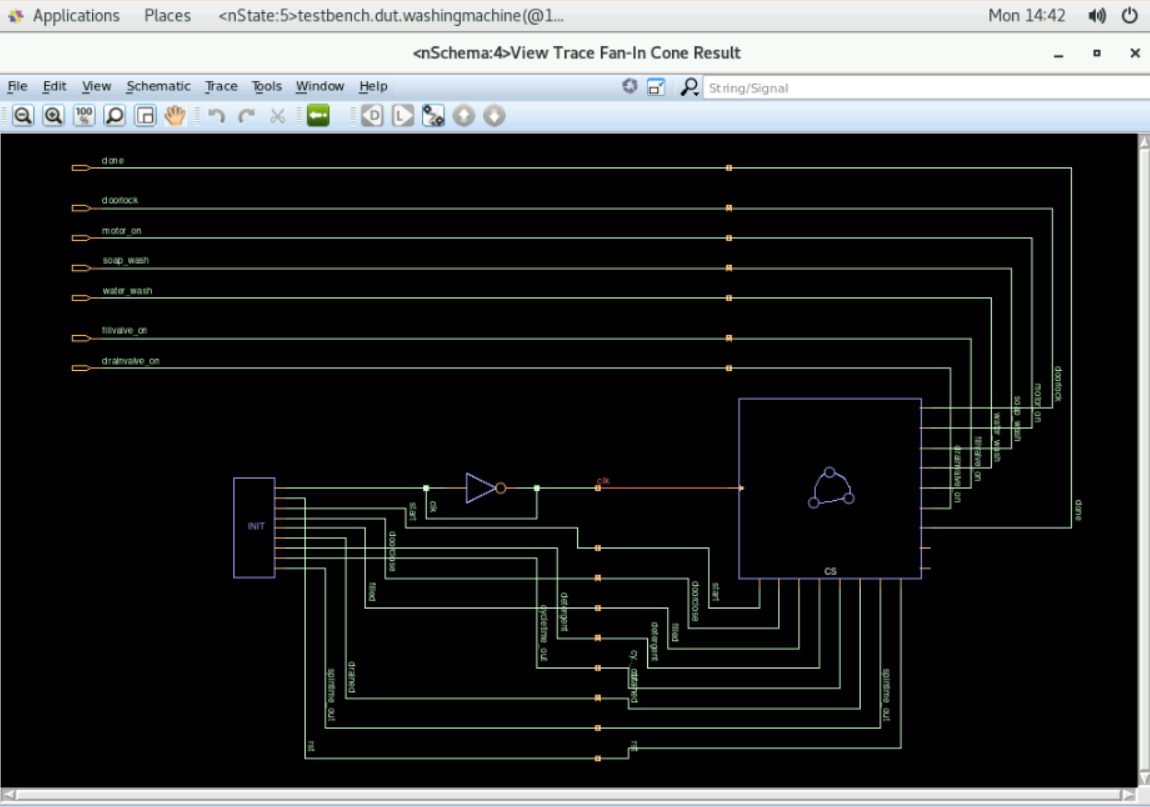 Applications Places <nState:5>testbench.dut.washingmachine(@1... Mon 14:42
<nSchema:4>View Trace Fan-In Cone Result
File Edit View Schematic Trace Tools Window Help String/Signal
100 %
D L
done
doorlock
motor_on
soap_wash
water_wash
fillvalve_on
drainvalve_on
doorlock
motor_on
soap_wash
water_wash
fillvalve_on
drainvalve_on
done
clk
INIT
clk
start
doorclose
filled
detergent
cycletime_out
drained
spintime_out
rst
CS
start
doorclose
filled
detergent
spintime_out
rst